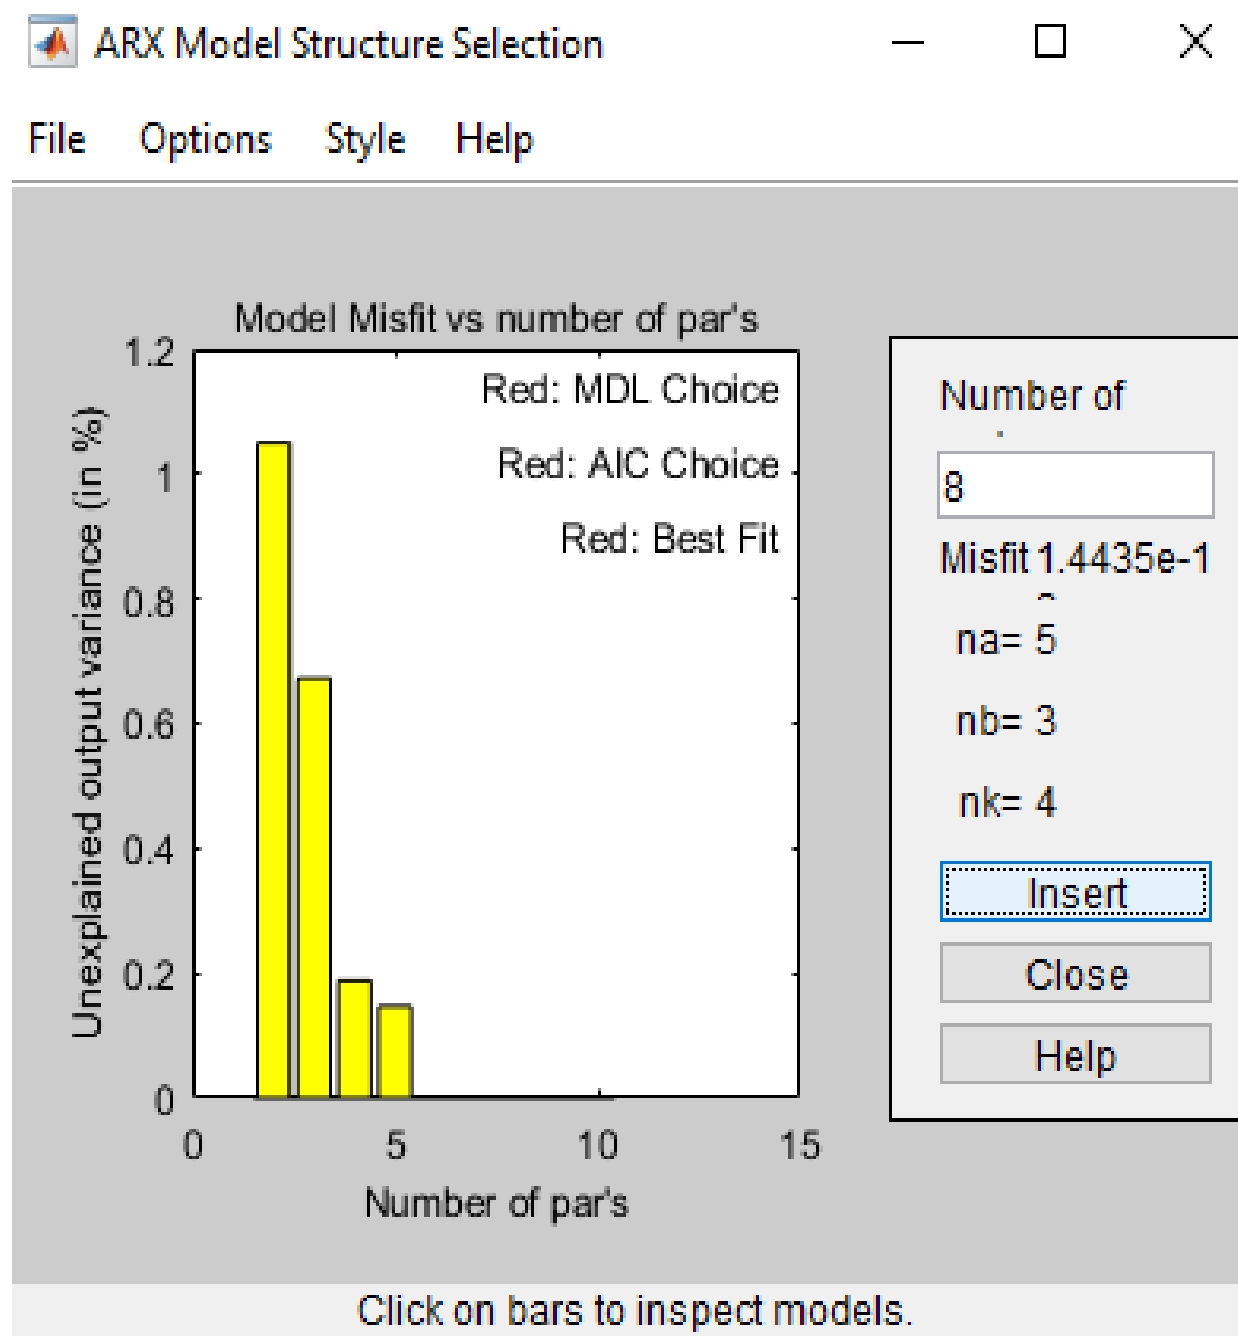 ARX Model Structure Selection
File Options Style Help
Model Misfit vs number of par's
Red: MDL Choice
Red: AIC Choice
Red: Best Fit
Unexplained output variance (in %)
1.2
1
0.8
0.6
0.4
0.2
0
0 5 10 15
Number of par's
Number of
8
Misfit 1.4435e-1
na= 5
nb= 3
nk= 4
Insert
Close
Help
Click on bars to inspect models.